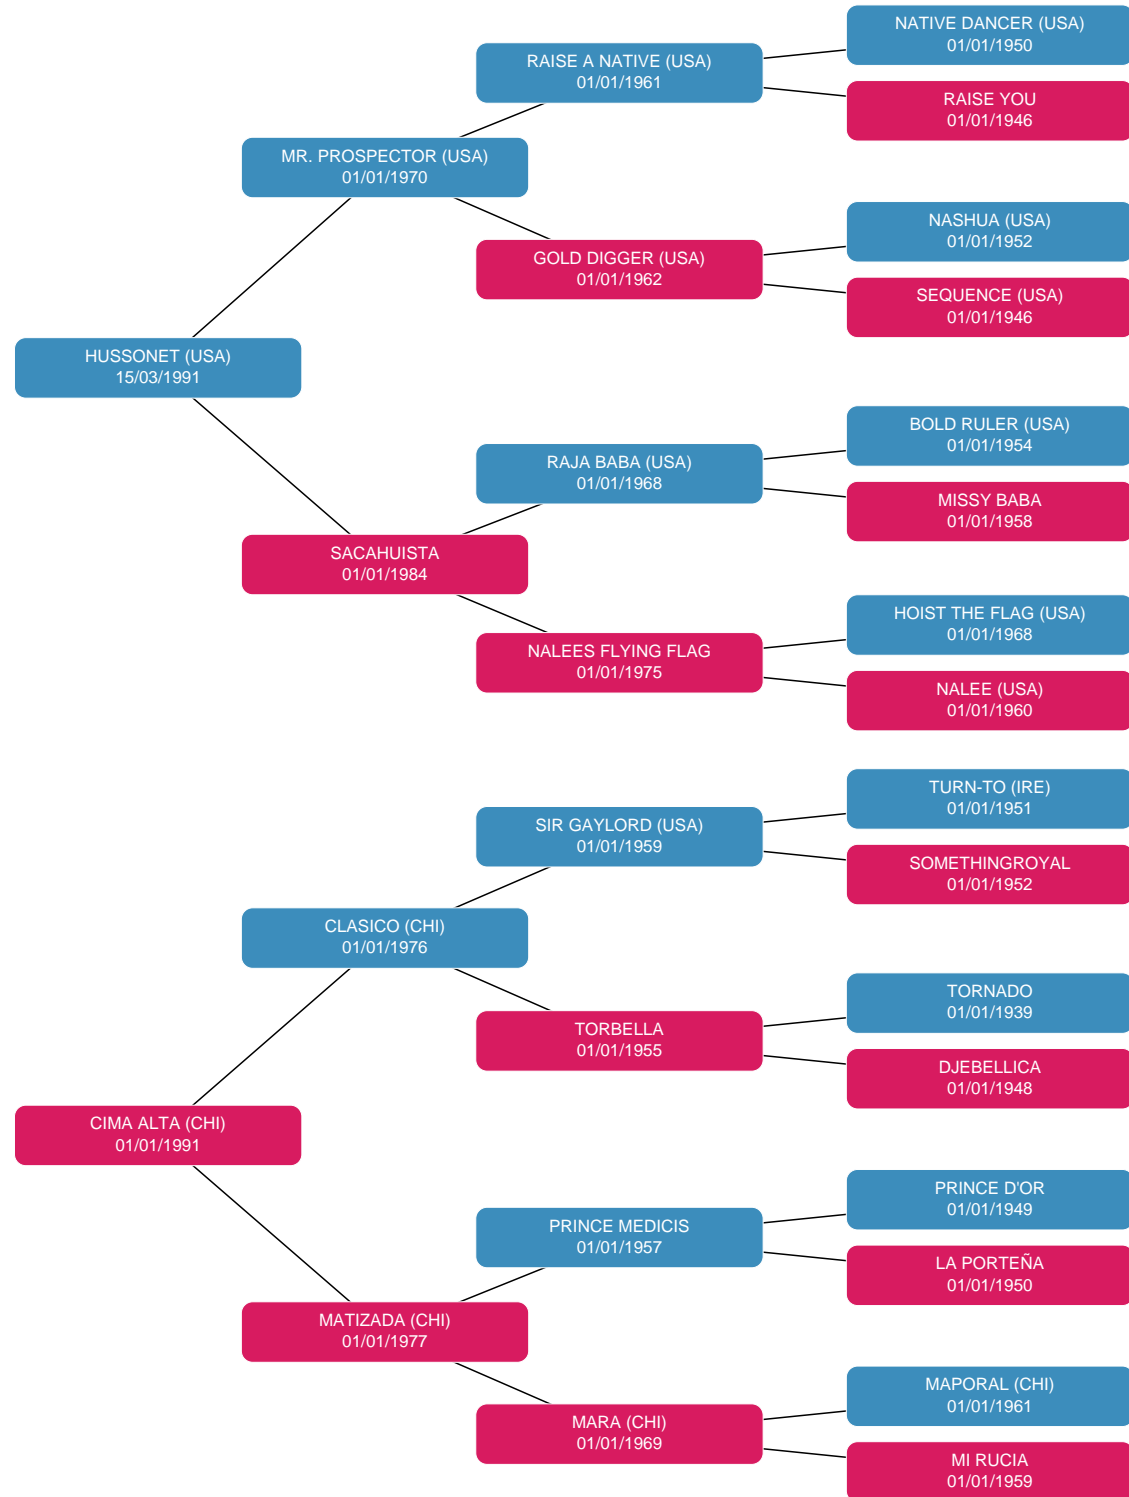 NATIVE DANCER (USA)
01/01/1950
RAISE A NATIVE (USA)
01/01/1961
RAISE YOU
01/01/1946
MR. PROSPECTOR (USA)
01/01/1970
NASHUA (USA)
01/01/1952
GOLD DIGGER (USA)
01/01/1962
SEQUENCE (USA)
01/01/1946
HUSSONET (USA)
15/03/1991
BOLD RULER (USA)
01/01/1954
RAJA BABA (USA)
01/01/1968
MISSY BABA
01/01/1958
SACAHUISTA
01/01/1984
HOIST THE FLAG (USA)
01/01/1968
NALEES FLYING FLAG
01/01/1975
NALEE (USA)
01/01/1960
TURN-TO (IRE)
01/01/1951
SIR GAYLORD (USA)
01/01/1959
SOMETHINGROYAL
01/01/1952
CLASICO (CHI)
01/01/1976
TORNADO
01/01/1939
TORBELLA
01/01/1955
DJEBELLICA
01/01/1948
CIMA ALTA (CHI)
01/01/1991
PRINCE D'OR
01/01/1949
PRINCE MEDICIS
01/01/1957
LA PORTEÑA
01/01/1950
MATIZADA (CHI)
01/01/1977
MAPORAL (CHI)
01/01/1961
MARA (CHI)
01/01/1969
MI RUCIA
01/01/1959